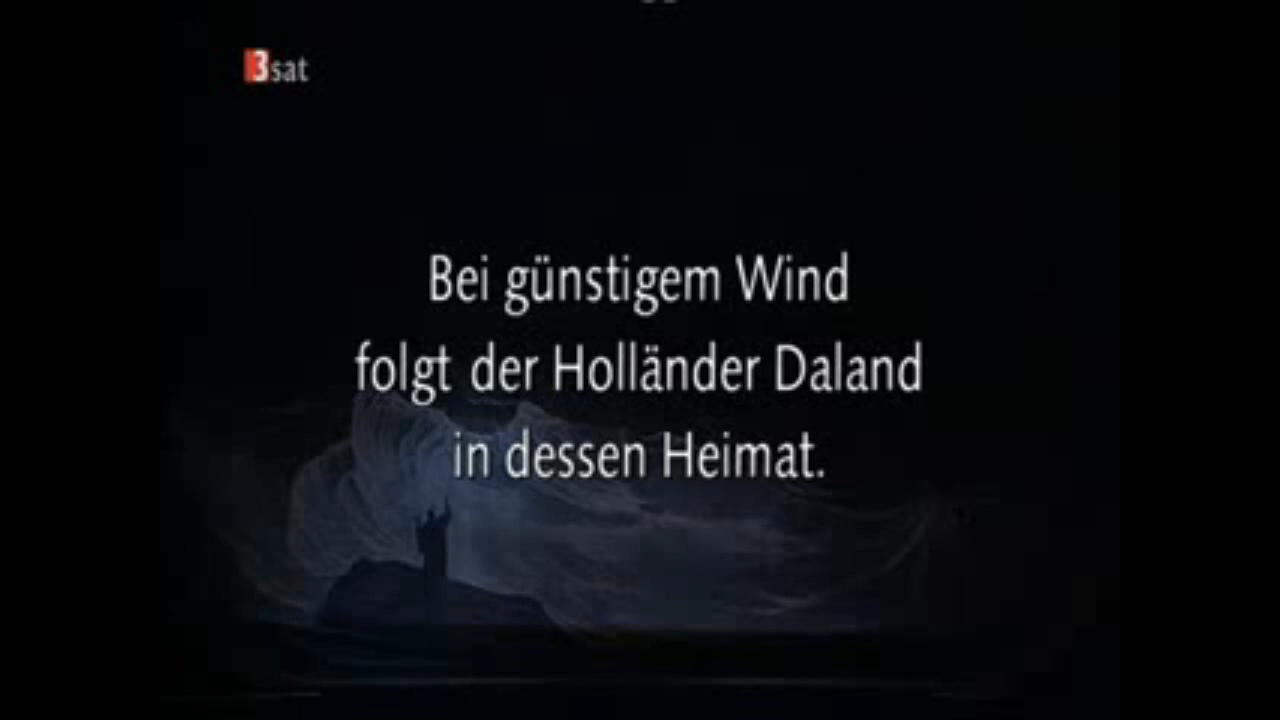 3sat
Bei günstigem Wind
folgt der Holländer Daland
in dessen Heimat.